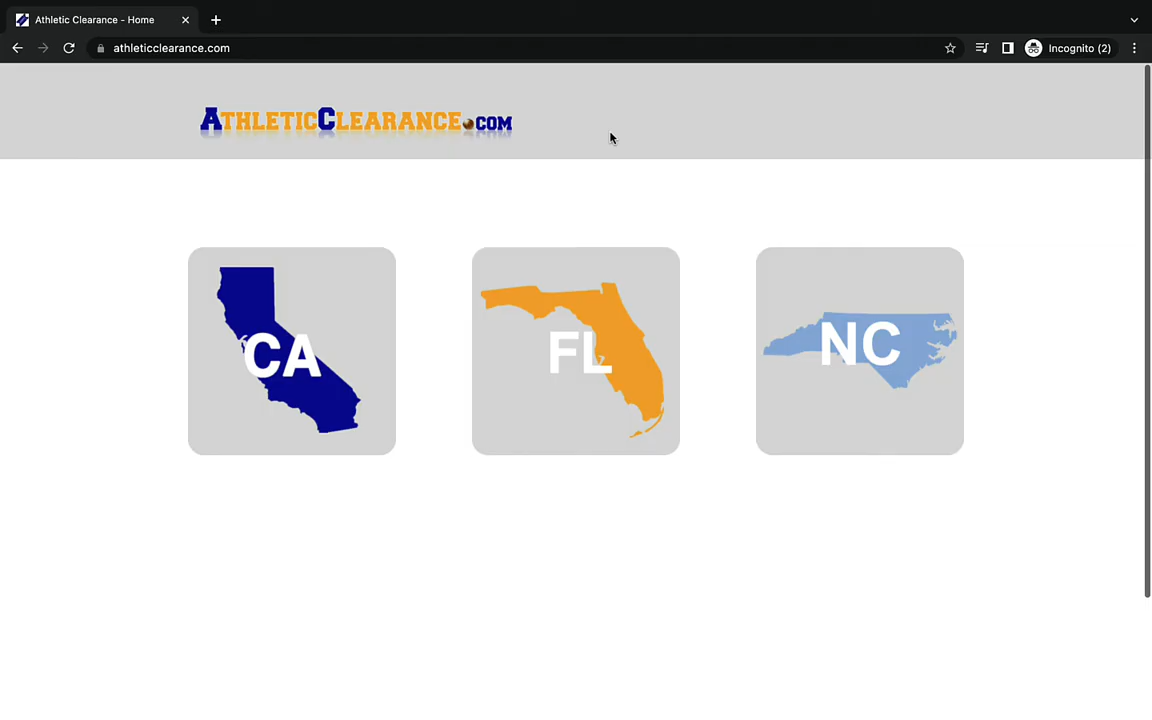 Athletic Clearance - Home
athleticclearance.com
Incognito (2)
ATHLETICCLEARANCE.COM
CA
FL
NC